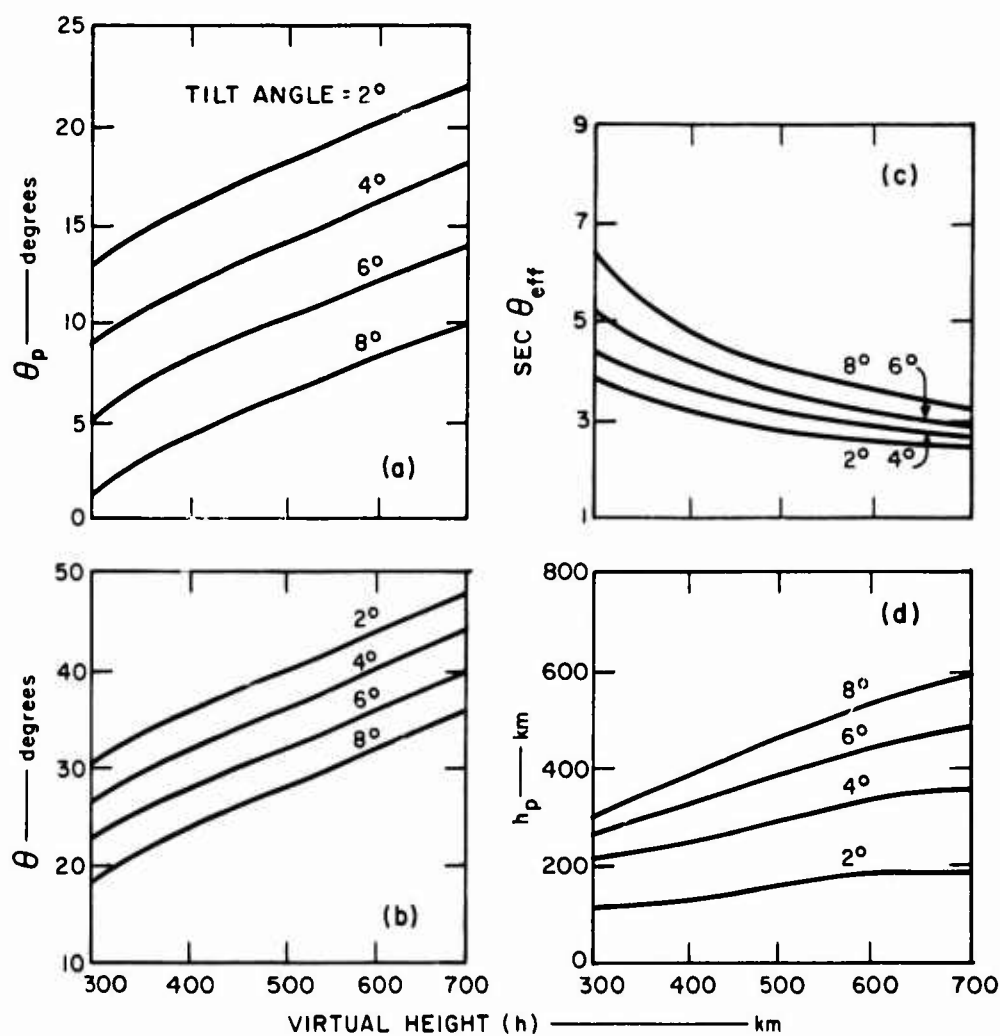 25
20
15
10
5
0
θp — degrees
TILT ANGLE = 2°
4°
6°
8°
(a)
9
7
5
3
1
SEC θeff
(c)
8° 6°
2° 4°
50
40
30
20
10
θ — degrees
2°
4°
6°
8°
(b)
300 400 500 600 700
800
600
400
200
0
hp — km
(d)
8°
6°
4°
2°
300 400 500 600 700
VIRTUAL HEIGHT (h) — km